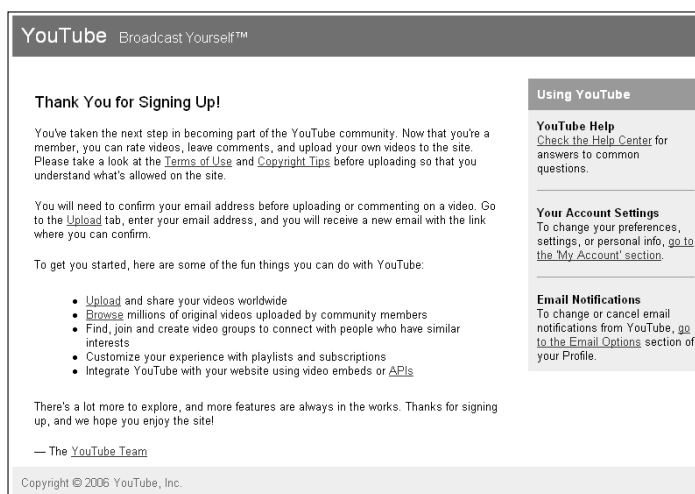 YouTube Broadcast Yourself™
Thank You for Signing Up!
You've taken the next step in becoming part of the YouTube community. Now that you're a
member, you can rate videos, leave comments, and upload your own videos to the site.
Please take a look at the Terms of Use and Copyright Tips before uploading so that you
understand what's allowed on the site.
You will need to confirm your email address before uploading or commenting on a video. Go
to the Upload tab, enter your email address, and you will receive a new email with the link
where you can confirm.
To get you started, here are some of the fun things you can do with YouTube:
• Upload and share your videos worldwide
• Browse millions of original videos uploaded by community members
• Find, join and create video groups to connect with people who have similar
interests
• Customize your experience with playlists and subscriptions
• Integrate YouTube with your website using video embeds or APIs
There's a lot more to explore, and more features are always in the works. Thanks for signing
up, and we hope you enjoy the site!
— The YouTube Team
Using YouTube
YouTube Help
Check the Help Center for
answers to common
questions.
Your Account Settings
To change your preferences,
settings, or personal info, go to
the 'My Account' section.
Email Notifications
To change or cancel email
notifications from YouTube, go
to the Email Options section of
your Profile.
Copyright © 2006 YouTube, Inc.